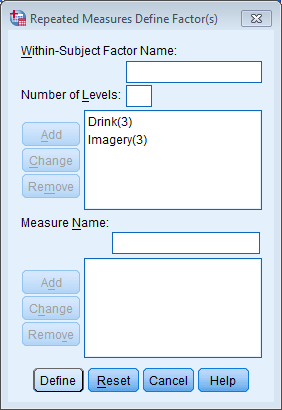 Repeated Measures Define Factor(s)
Within-Subject Factor Name:
Number of Levels:
Add
Change
Remove
Drink(3)
Imagery(3)
Measure Name:
Add
Change
Remove
Define Reset Cancel Help